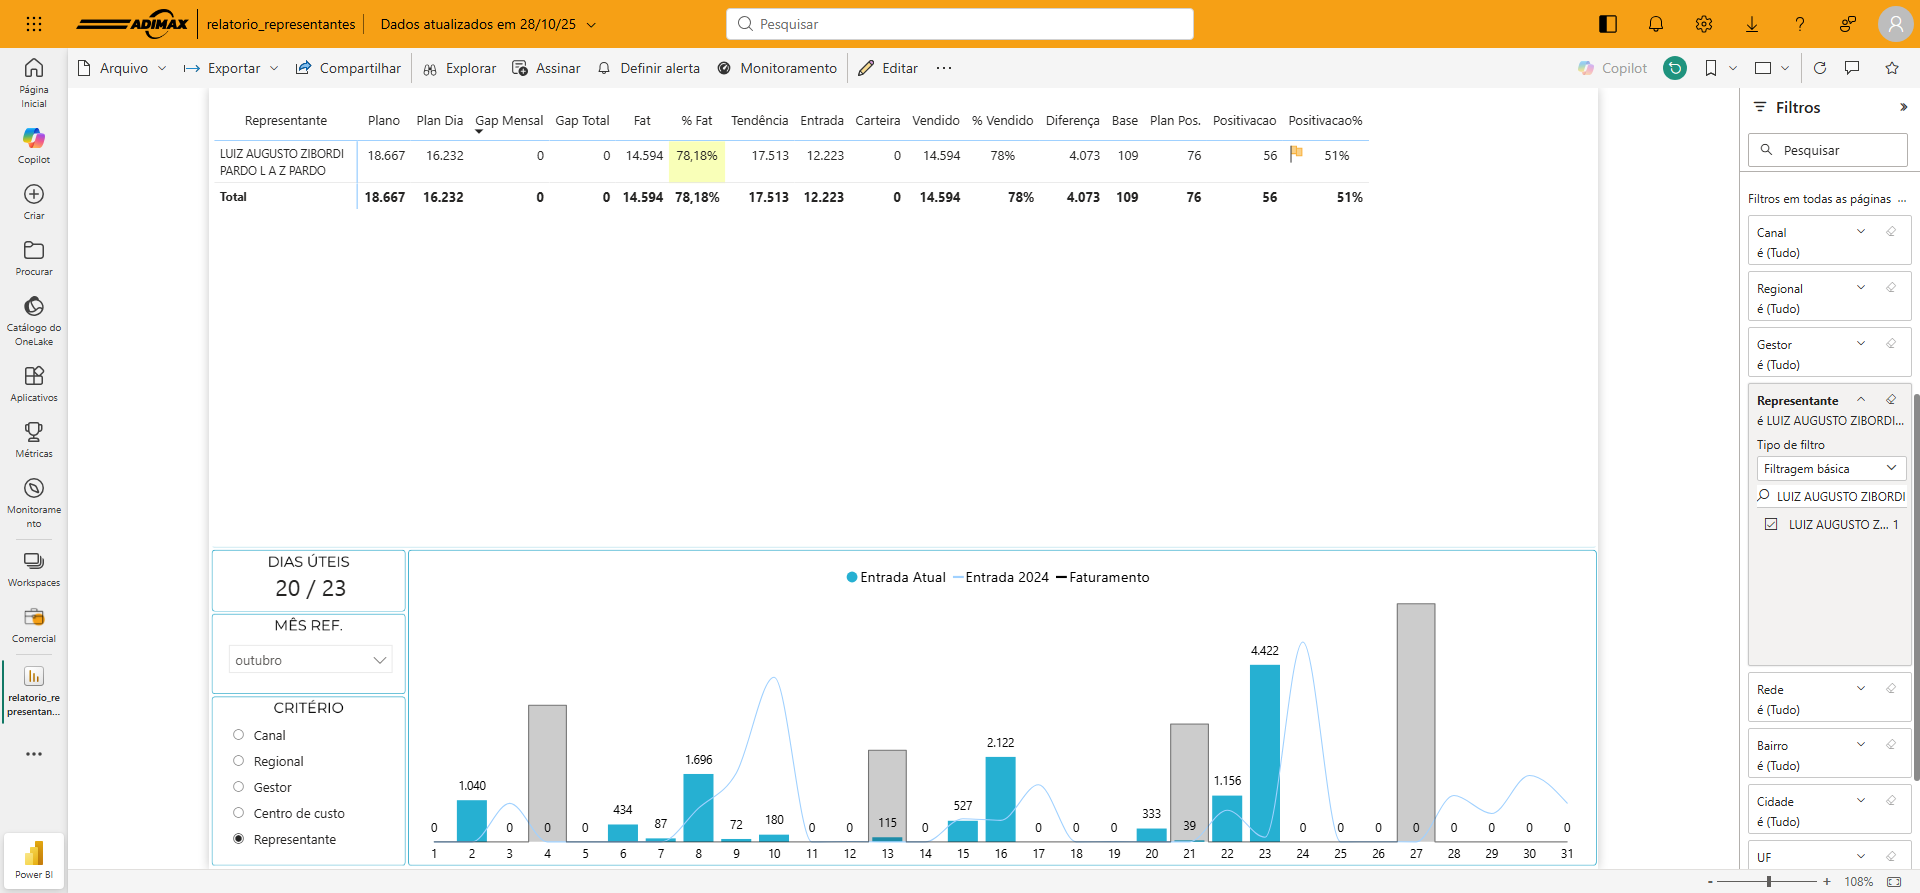 ADIMAX
relatorio_representantes
Dados atualizados em 28/10/25
Pesquisar
Arquivo
Exportar
Compartilhar
Explorar
Assinar
Definir alerta
Monitoramento
Editar
Copilot
Página Inicial
Copilot
Criar
Procurar
Catálogo do OneLake
Aplicativos
Métricas
Monitorame
nto
Workspaces
Comercial
relatorio_re
presentan...
Power BI
Representante Plano Plan Dia Gap Mensal Gap Total Fat % Fat Tendência Entrada Carteira Vendido % Vendido Diferença Base Plan Pos. Positivacao Positivacao%
LUIZ AUGUSTO ZIBORDI
PARDO L A Z PARDO
18.667 16.232 0 0 14.594 78,18% 17.513 12.223 0 14.594 78% 4.073 109 76 56 51%
Total 18.667 16.232 0 0 14.594 78,18% 17.513 12.223 0 14.594 78% 4.073 109 76 56 51%
DIAS ÚTEIS
20 / 23
MÊS REF.
outubro
CRITÉRIO
Canal
Regional
Gestor
Centro de custo
Representante
Entrada Atual Entrada 2024 Faturamento
0 1.040 0 0 0 434 87 1.696 72 180 0 0 115 0 527 2.122 0 0 0 333 39 1.156 4.422 0 0 0 0 0 0 0 0
1 2 3 4 5 6 7 8 9 10 11 12 13 14 15 16 17 18 19 20 21 22 23 24 25 26 27 28 29 30 31
Filtros
Pesquisar
Filtros em todas as páginas ...
Canal
é (Tudo)
Regional
é (Tudo)
Gestor
é (Tudo)
Representante
é LUIZ AUGUSTO ZIBORDI...
Tipo de filtro
Filtragem básica
LUIZ AUGUSTO ZIBORDI
LUIZ AUGUSTO Z... 1
Rede
é (Tudo)
Bairro
é (Tudo)
Cidade
é (Tudo)
UF
- + 108%